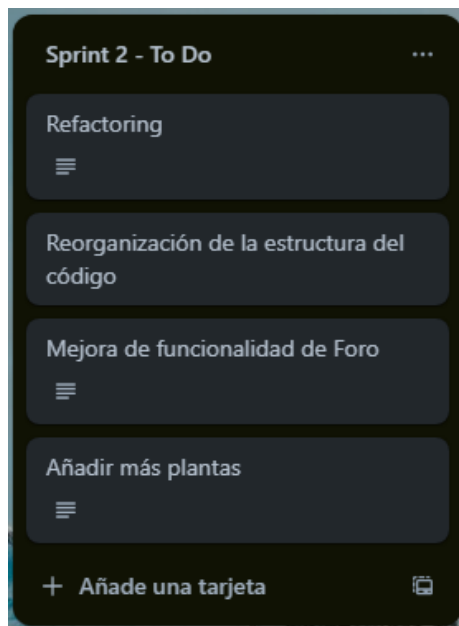 Sprint 2 - To Do
Refactoring
Reorganización de la estructura del
código
Mejora de funcionalidad de Foro
Añadir más plantas
+ Añade una tarjeta